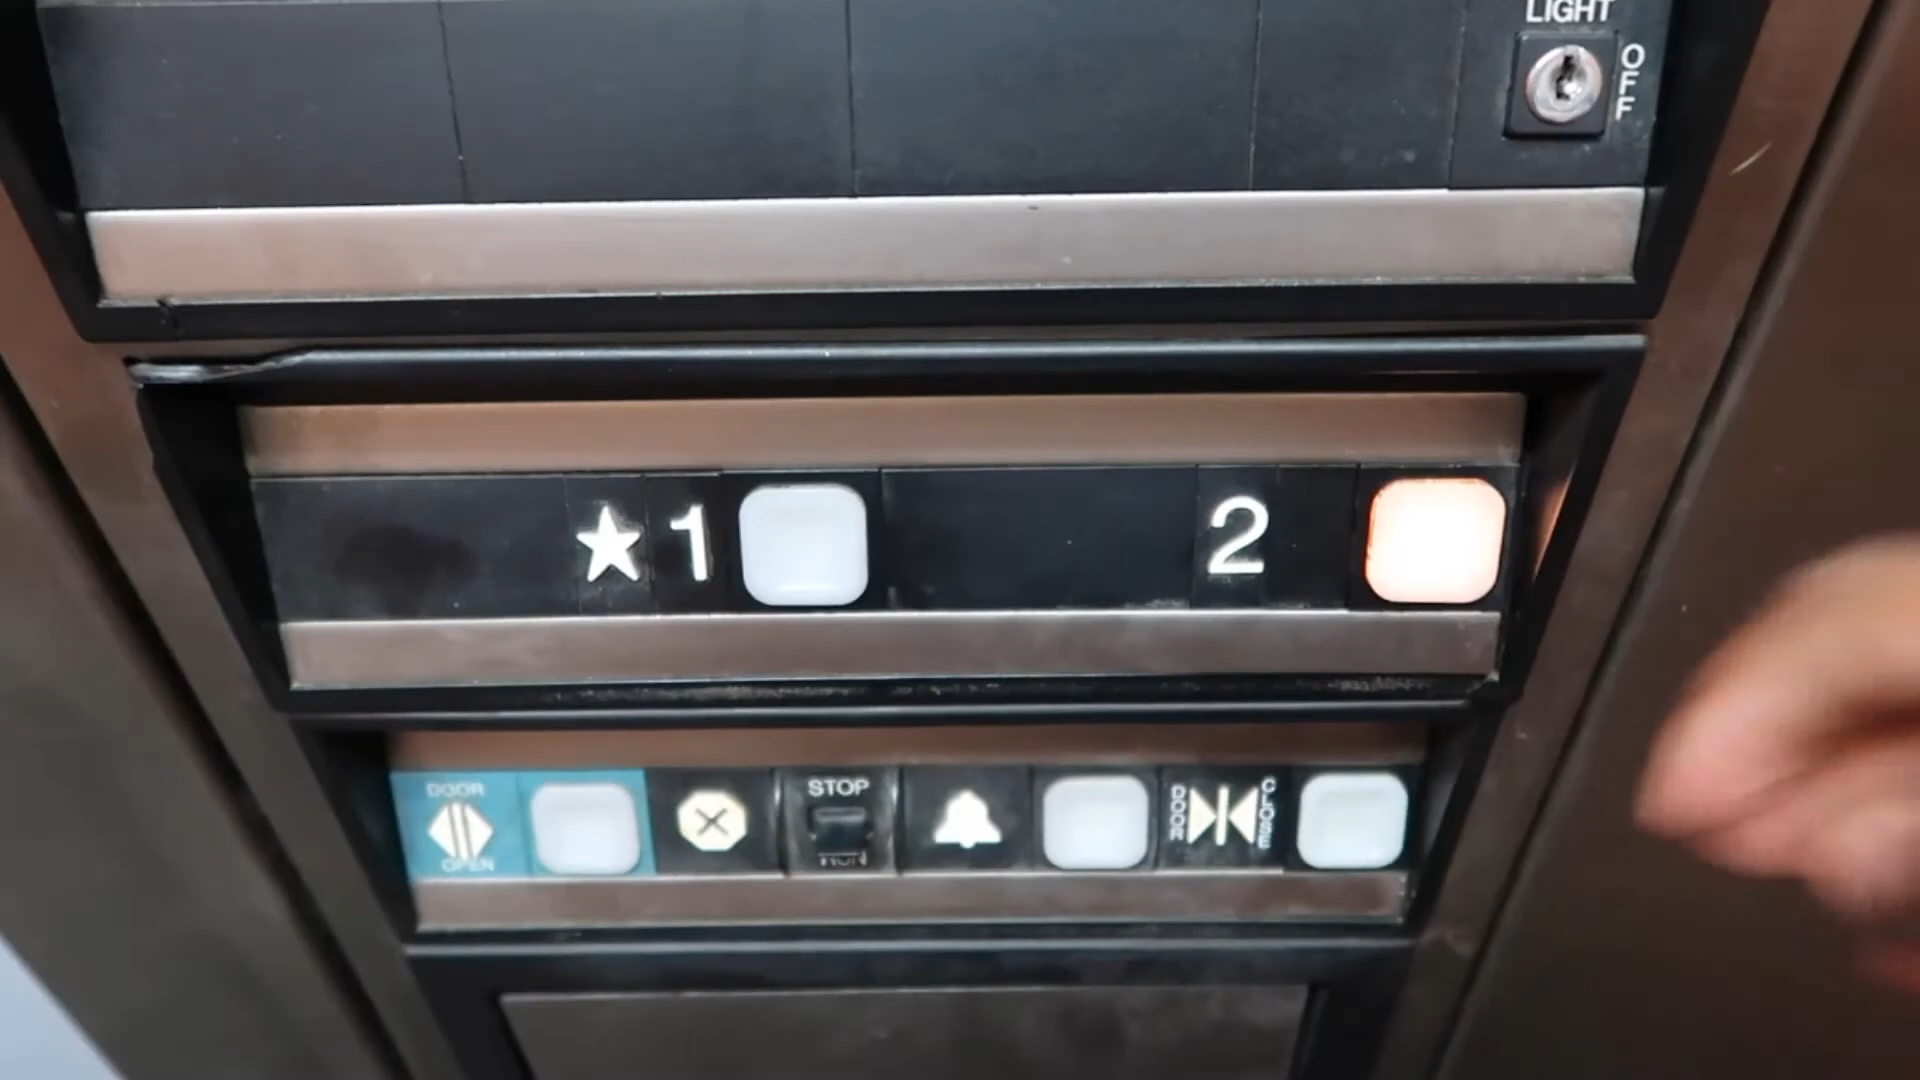 LIGHT
OFF
★1
2
DOOR
OPEN
STOP
RUN
DOOR
CLOSE